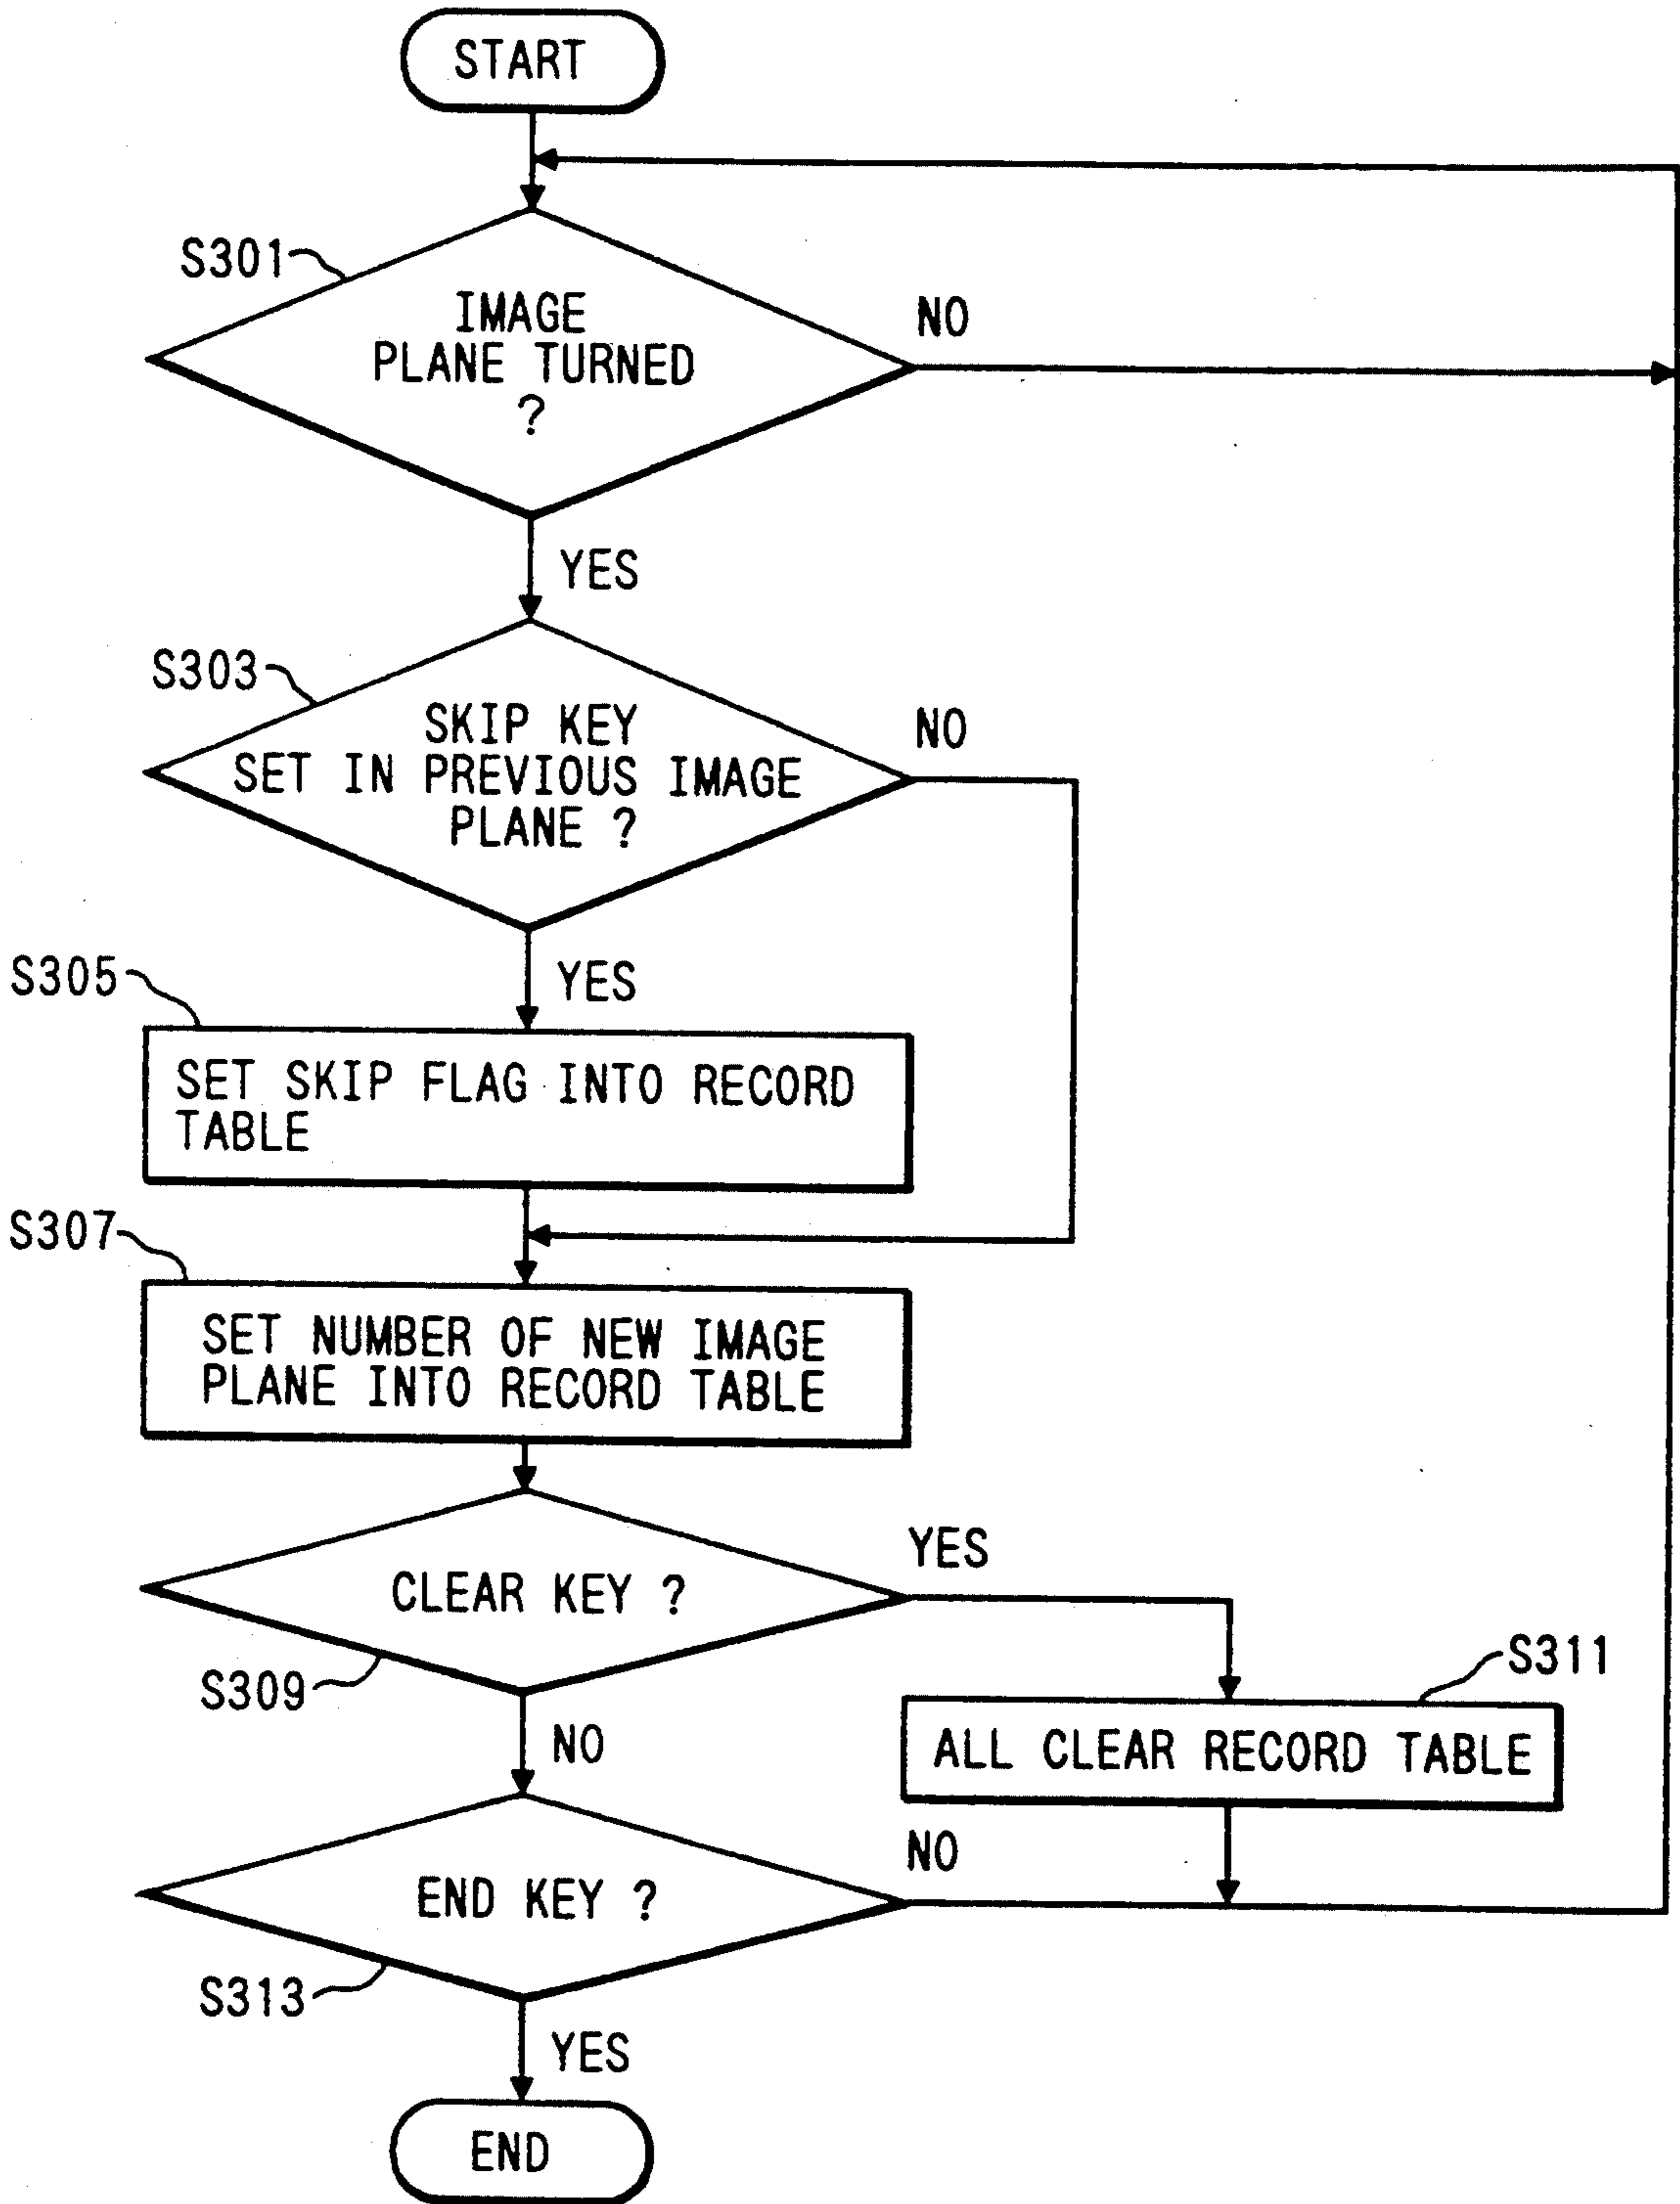 START
S301
IMAGE
PLANE TURNED
?
NO
YES
S303
SKIP KEY
SET IN PREVIOUS IMAGE
PLANE ?
NO
YES
S305
SET SKIP FLAG INTO RECORD
TABLE
S307
SET NUMBER OF NEW IMAGE
PLANE INTO RECORD TABLE
CLEAR KEY ?
YES
S309
NO
S311
ALL CLEAR RECORD TABLE
END KEY ?
NO
S313
YES
END